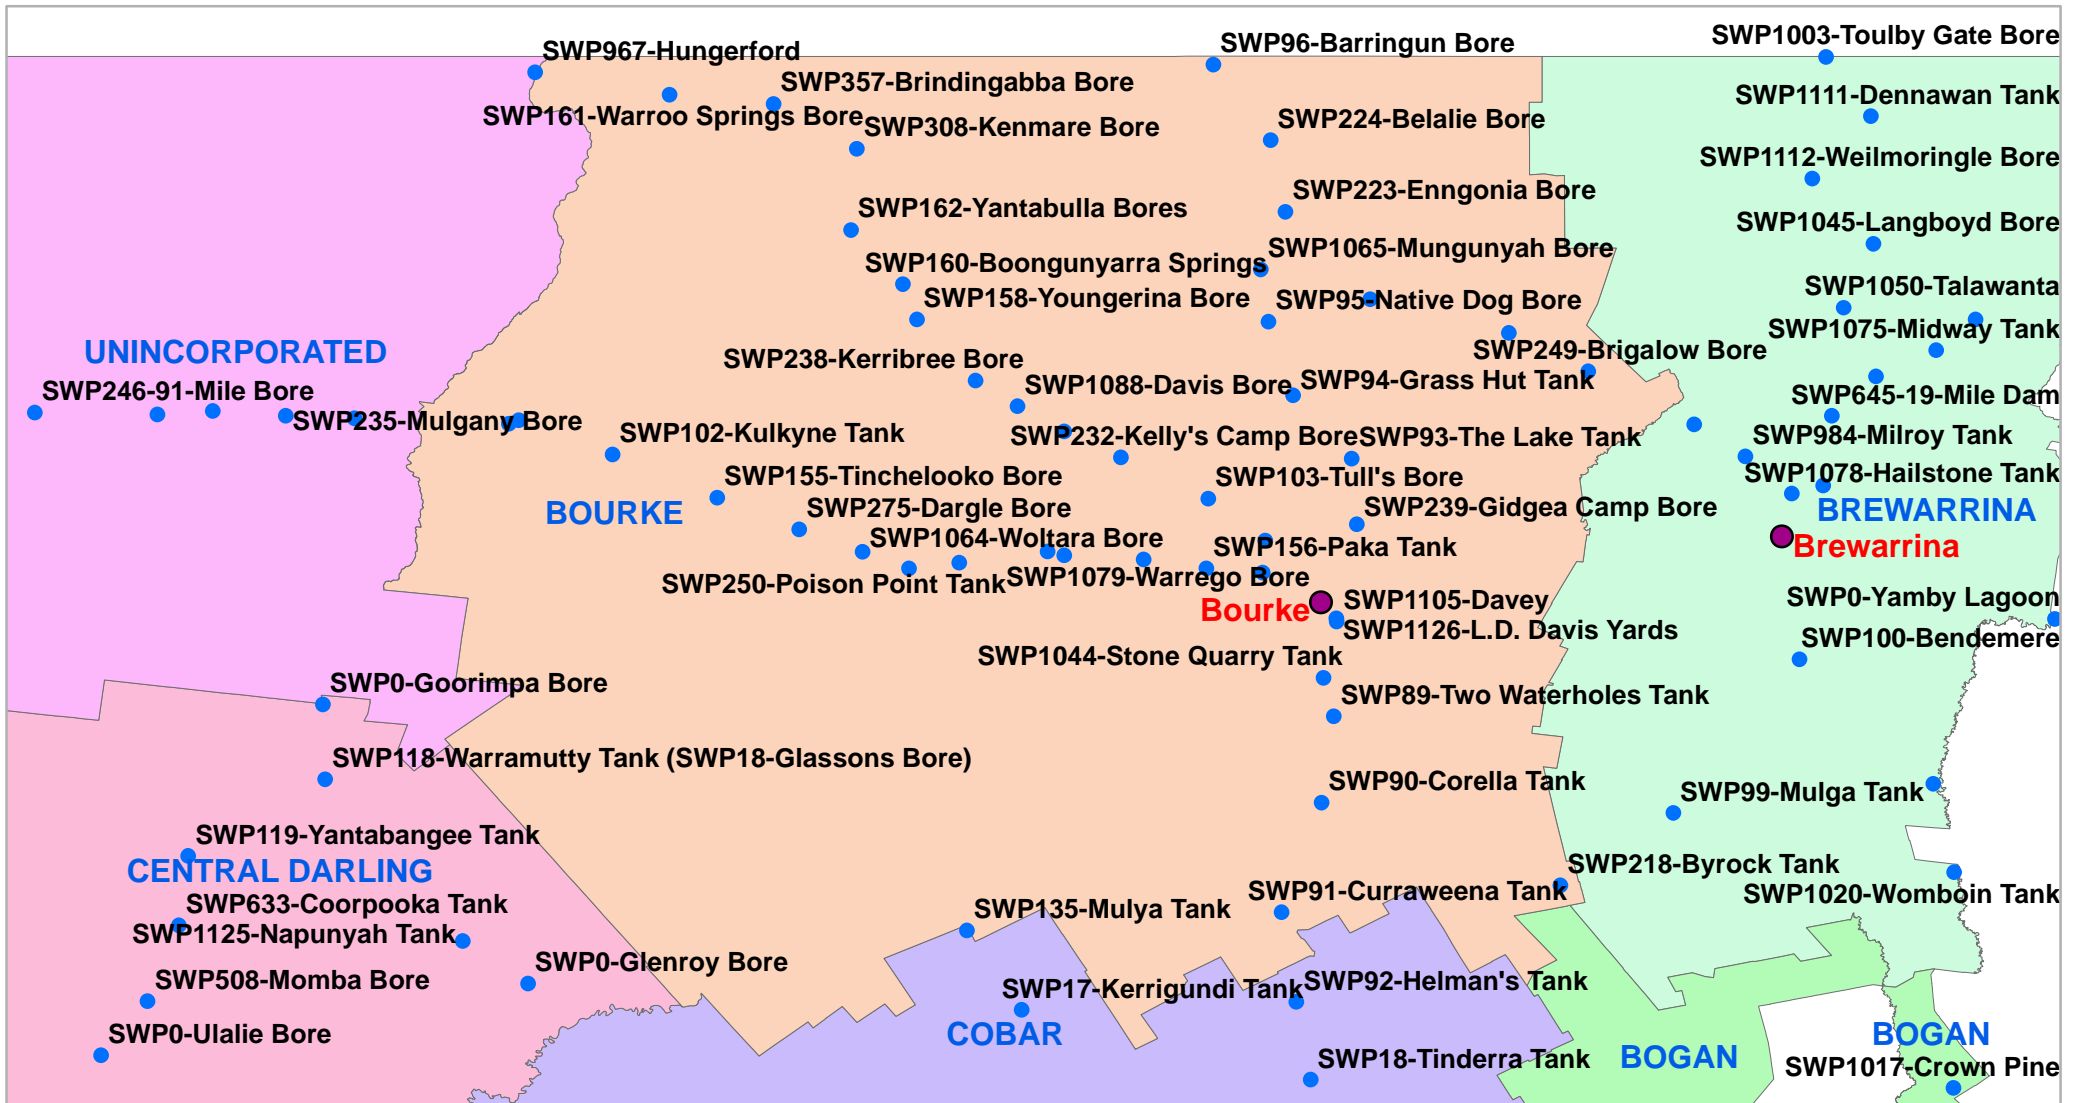 SWP1003-Toulby Gate Bore
SWP96-Barringun Bore
SWP967-Hungerford
SWP357-Brindingabba Bore
SWP1111-Dennawan Tank
SWP161-Warroo Springs Bore
SWP224-Belalie Bore
SWP308-Kenmare Bore
SWP1112-Weilmoringle Bore
SWP223-Enngonia Bore
SWP162-Yantabulla Bores
SWP1045-Langboyd Bore
SWP1065-Mungunyah Bore
SWP160-Boongunyarra Springs
SWP1050-Talawanta
SWP158-Youngerina Bore
SWP95-Native Dog Bore
SWP1075-Midway Tank
UNINCORPORATED
SWP249-Brigalow Bore
SWP238-Kerribree Bore
SWP94-Grass Hut Tank
SWP1088-Davis Bore
SWP246-91-Mile Bore
SWP645-19-Mile Dam
SWP235-Mulgany Bore
SWP102-Kulkyne Tank
SWP232-Kelly's Camp Bore
SWP93-The Lake Tank
SWP984-Milroy Tank
SWP1078-Hailstone Tank
SWP155-Tinchelooko Bore
SWP103-Tull's Bore
SWP275-Dargle Bore
SWP239-Gidgea Camp Bore
BREWARRINA
BOURKE
SWP1064-Woltara Bore
SWP156-Paka Tank
Brewarrina
SWP1079-Warrego Bore
SWP250-Poison Point Tank
SWP0-Yamby Lagoon
SWP1105-Davey
Bourke
SWP1126-L.D. Davis Yards
SWP100-Bendemere
SWP1044-Stone Quarry Tank
SWP0-Goorimpa Bore
SWP89-Two Waterholes Tank
SWP118-Warramutty Tank (SWP18-Glassons Bore)
SWP90-Corella Tank
SWP99-Mulga Tank
SWP119-Yantabangee Tank
SWP218-Byrock Tank
CENTRAL DARLING
SWP91-Curraweena Tank
SWP1020-Womboin Tank
SWP633-Coorpooka Tank
SWP135-Mulya Tank
SWP1125-Napunyah Tank
SWP0-Glenroy Bore
SWP508-Momba Bore
SWP92-Helman's Tank
SWP17-Kerrigundi Tank
SWP0-Ulalie Bore
COBAR
BOGAN
BOGAN
SWP18-Tinderra Tank
SWP1017-Crown Pine